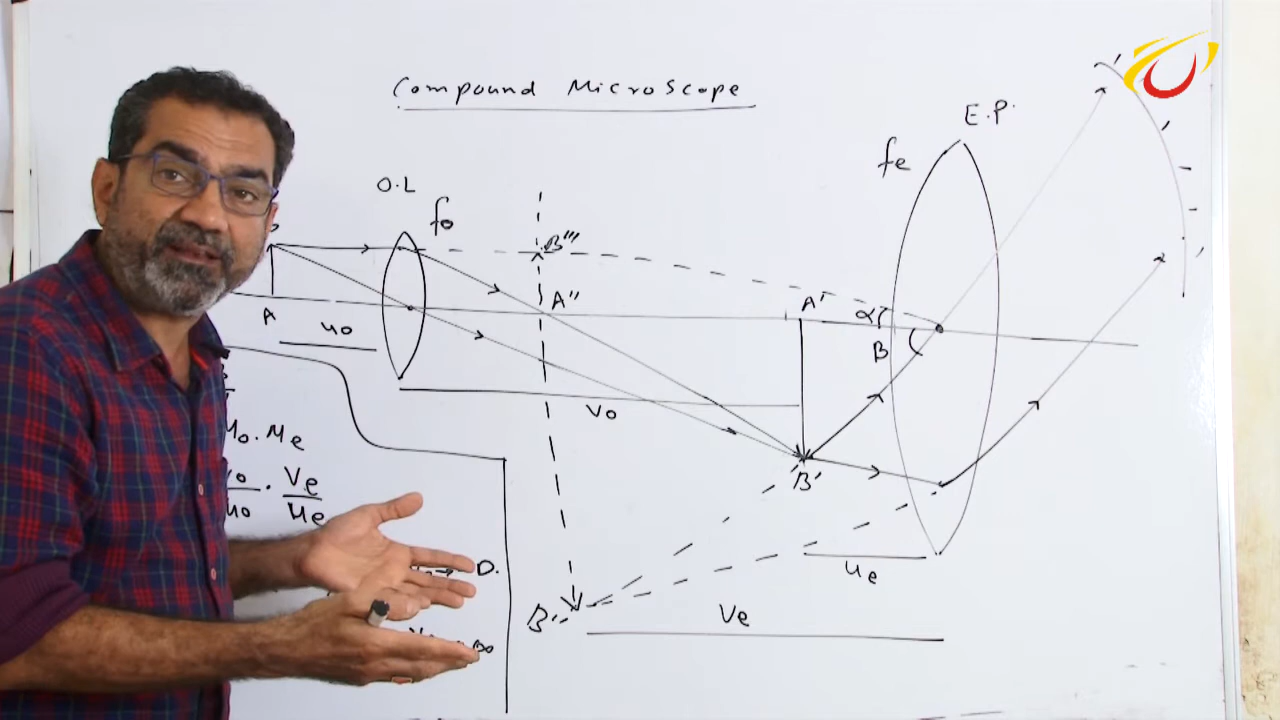 Compound MicroScope
E.P.
fe
O.L
fo
B'''
A''
A'
α
β
A
uo
vo
B'
ue
B''
Ve
Mo.Me
vo/uo . Ve/ue
D.